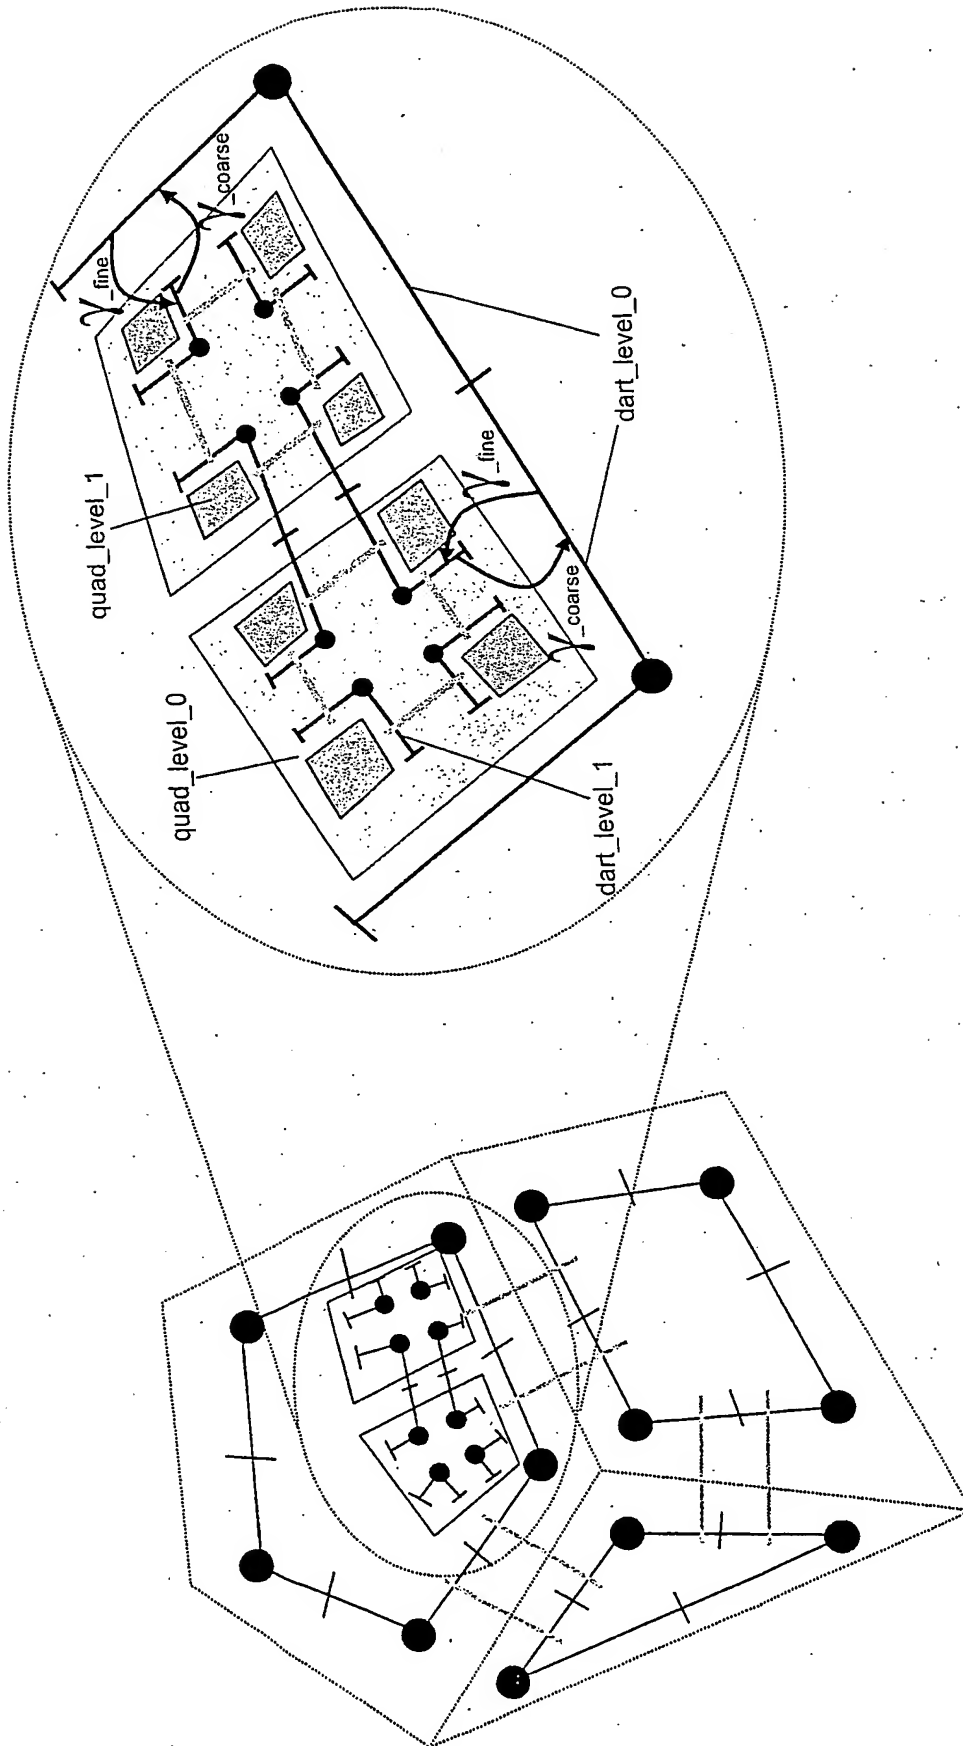 γ_fine
γ_coarse
quad_level_1
dart_level_0
γ_fine
γ_coarse
quad_level_0
dart_level_1